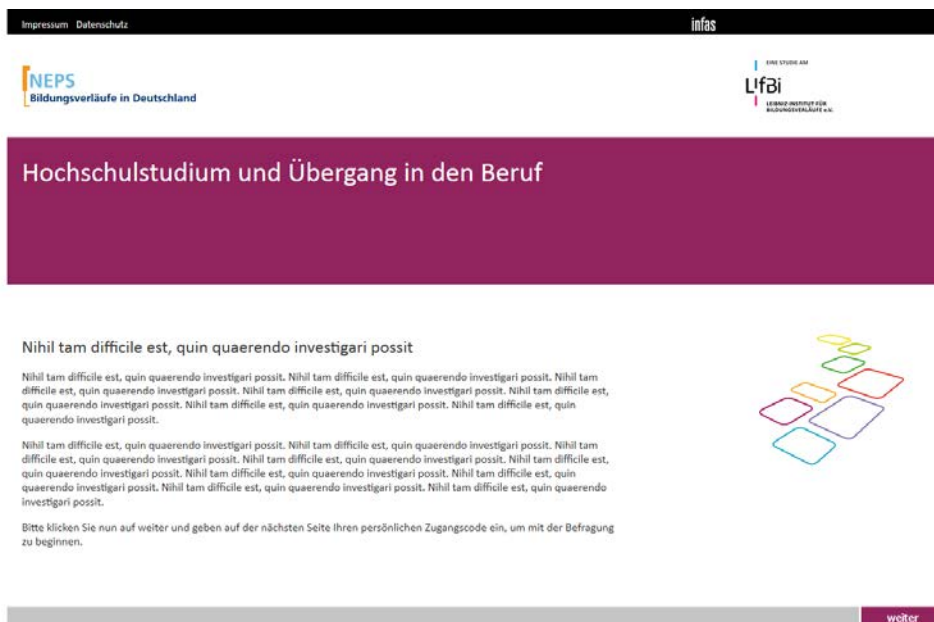 Impressum Datenschutz
infas
NEPS
Bildungsverläufe in Deutschland
EINE STUDIE AM
LIfBi
LEIBNIZ-INSTITUT FÜR
BILDUNGSVERLÄUFE e.V.
Hochschulstudium und Übergang in den Beruf
Nihil tam difficile est, quin quaerendo investigari possit
Nihil tam difficile est, quin quaerendo investigari possit. Nihil tam difficile est, quin quaerendo investigari possit. Nihil tam
difficile est, quin quaerendo investigari possit. Nihil tam difficile est, quin quaerendo investigari possit. Nihil tam difficile est,
quin quaerendo investigari possit. Nihil tam difficile est, quin quaerendo investigari possit. Nihil tam difficile est, quin
quaerendo investigari possit.
Nihil tam difficile est, quin quaerendo investigari possit. Nihil tam difficile est, quin quaerendo investigari possit. Nihil tam
difficile est, quin quaerendo investigari possit. Nihil tam difficile est, quin quaerendo investigari possit. Nihil tam difficile est,
quin quaerendo investigari possit. Nihil tam difficile est, quin quaerendo investigari possit. Nihil tam difficile est, quin
quaerendo investigari possit. Nihil tam difficile est, quin quaerendo investigari possit. Nihil tam difficile est, quin quaerendo
investigari possit.
Bitte klicken Sie nun auf weiter und geben auf der nächsten Seite Ihren persönlichen Zugangscode ein, um mit der Befragung
zu beginnen.
weiter